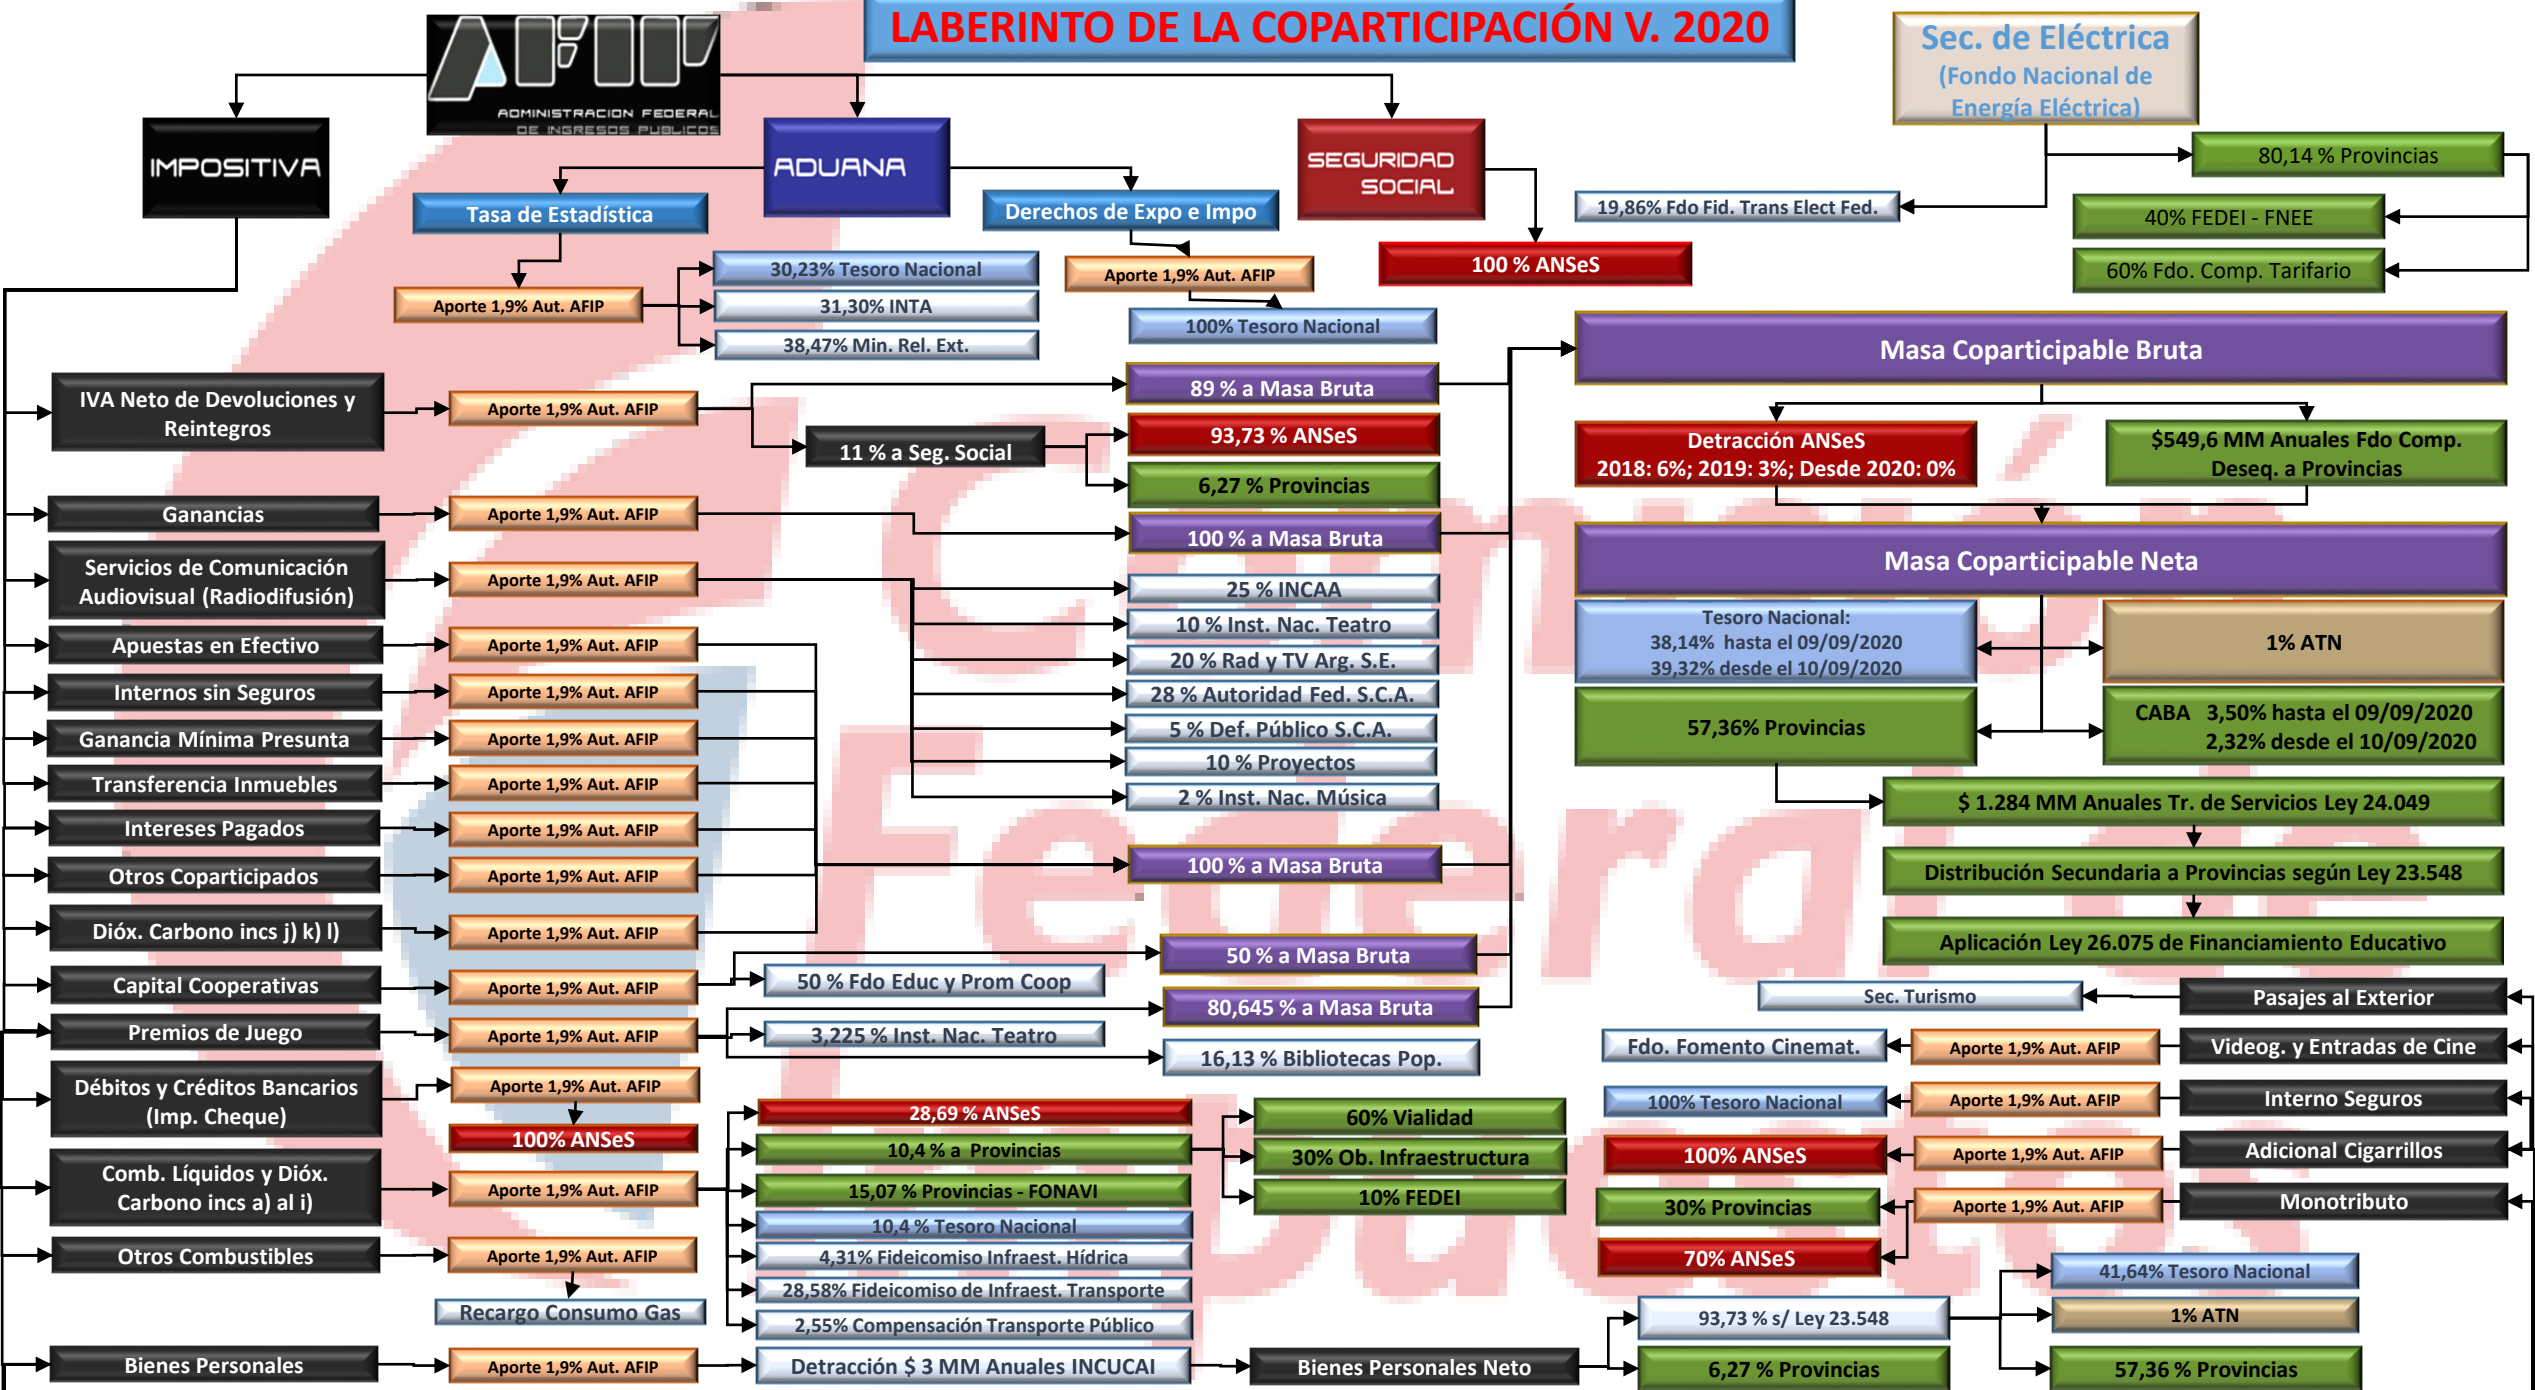 LABERINTO DE LA COPARTICIPACIÓN V. 2020
AFIP
ADMINISTRACION FEDERAL
DE INGRESOS PUBLICOS
Sec. de Eléctrica
(Fondo Nacional de
Energía Eléctrica)
IMPOSITIVA
ADUANA
SEGURIDAD
SOCIAL
80,14 % Provincias
19,86% Fdo Fid. Trans Elect Fed.
40% FEDEI - FNEE
60% Fdo. Comp. Tarifario
Tasa de Estadística
Derechos de Expo e Impo
100 % ANSeS
Aporte 1,9% Aut. AFIP
30,23% Tesoro Nacional
31,30% INTA
38,47% Min. Rel. Ext.
Aporte 1,9% Aut. AFIP
100% Tesoro Nacional
IVA Neto de Devoluciones y
Reintegros
Aporte 1,9% Aut. AFIP
89 % a Masa Bruta
11 % a Seg. Social
93,73 % ANSeS
6,27 % Provincias
Ganancias
Aporte 1,9% Aut. AFIP
100 % a Masa Bruta
Servicios de Comunicación
Audiovisual (Radiodifusión)
Aporte 1,9% Aut. AFIP
25 % INCAA
10 % Inst. Nac. Teatro
20 % Rad y TV Arg. S.E.
28 % Autoridad Fed. S.C.A.
5 % Def. Público S.C.A.
10 % Proyectos
2 % Inst. Nac. Música
Apuestas en Efectivo
Aporte 1,9% Aut. AFIP
Internos sin Seguros
Aporte 1,9% Aut. AFIP
Ganancia Mínima Presunta
Aporte 1,9% Aut. AFIP
Transferencia Inmuebles
Aporte 1,9% Aut. AFIP
Intereses Pagados
Aporte 1,9% Aut. AFIP
Otros Coparticipados
Aporte 1,9% Aut. AFIP
Dióx. Carbono incs j) k) l)
Aporte 1,9% Aut. AFIP
100 % a Masa Bruta
Capital Cooperativas
Aporte 1,9% Aut. AFIP
50 % a Masa Bruta
50 % Fdo Educ y Prom Coop
Premios de Juego
Aporte 1,9% Aut. AFIP
80,645 % a Masa Bruta
3,225 % Inst. Nac. Teatro
16,13 % Bibliotecas Pop.
Débitos y Créditos Bancarios
(Imp. Cheque)
Aporte 1,9% Aut. AFIP
100% ANSeS
Comb. Líquidos y Dióx.
Carbono incs a) al i)
Aporte 1,9% Aut. AFIP
28,69 % ANSeS
10,4 % a Provincias
15,07 % Provincias - FONAVI
10,4 % Tesoro Nacional
4,31% Fideicomiso Infraest. Hídrica
28,58% Fideicomiso de Infraest. Transporte
2,55% Compensación Transporte Público
60% Vialidad
30% Ob. Infraestructura
10% FEDEI
Otros Combustibles
Aporte 1,9% Aut. AFIP
Recargo Consumo Gas
Bienes Personales
Aporte 1,9% Aut. AFIP
Detracción $ 3 MM Anuales INCUCAI
Bienes Personales Neto
93,73 % s/ Ley 23.548
6,27 % Provincias
41,64% Tesoro Nacional
1% ATN
57,36 % Provincias
Masa Coparticipable Bruta
Detracción ANSeS
2018: 6%; 2019: 3%; Desde 2020: 0%
$549,6 MM Anuales Fdo Comp.
Deseq. a Provincias
Masa Coparticipable Neta
Tesoro Nacional:
38,14% hasta el 09/09/2020
39,32% desde el 10/09/2020
1% ATN
57,36% Provincias
CABA 3,50% hasta el 09/09/2020
2,32% desde el 10/09/2020
$ 1.284 MM Anuales Tr. de Servicios Ley 24.049
Distribución Secundaria a Provincias según Ley 23.548
Aplicación Ley 26.075 de Financiamiento Educativo
Sec. Turismo
Pasajes al Exterior
Fdo. Fomento Cinemat.
Aporte 1,9% Aut. AFIP
Videog. y Entradas de Cine
100% Tesoro Nacional
Aporte 1,9% Aut. AFIP
Interno Seguros
100% ANSeS
Aporte 1,9% Aut. AFIP
Adicional Cigarrillos
30% Provincias
70% ANSeS
Aporte 1,9% Aut. AFIP
Monotributo
Comisión
Federal de
Impuestos